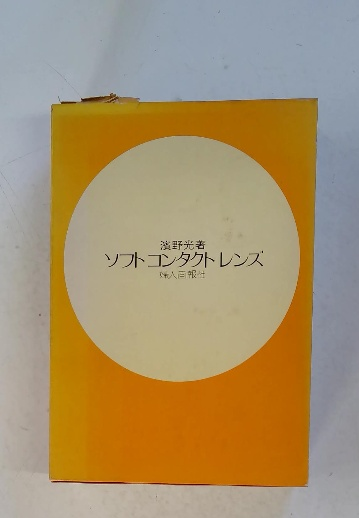 濱野光著
ソフトコンタクトレンズ
婦人画報社